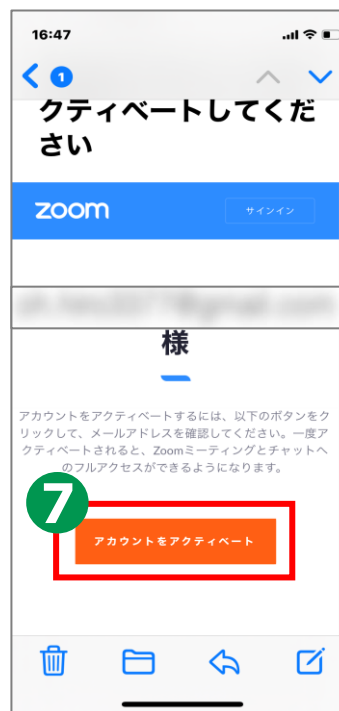 16:47
1
クティベートしてくだ
さい
zoom
サインイン
様
アカウントをアクティベートするには、以下のボタンをク
リックして、メールアドレスを確認してください。一度ア
クティベートされると、Zoomミーティングとチャットへ
のフルアクセスができるようになります。
7
アカウントをアクティベート